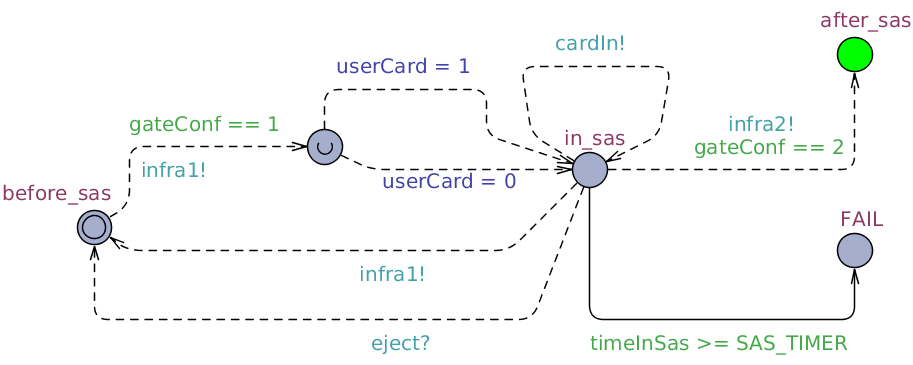 after_sas
cardIn!
userCard = 1
gateConf == 1
infra2!
in_sas
gateConf == 2
infra1!
userCard = 0
before_sas
FAIL
infra1!
eject?
timeInSas >= SAS_TIMER